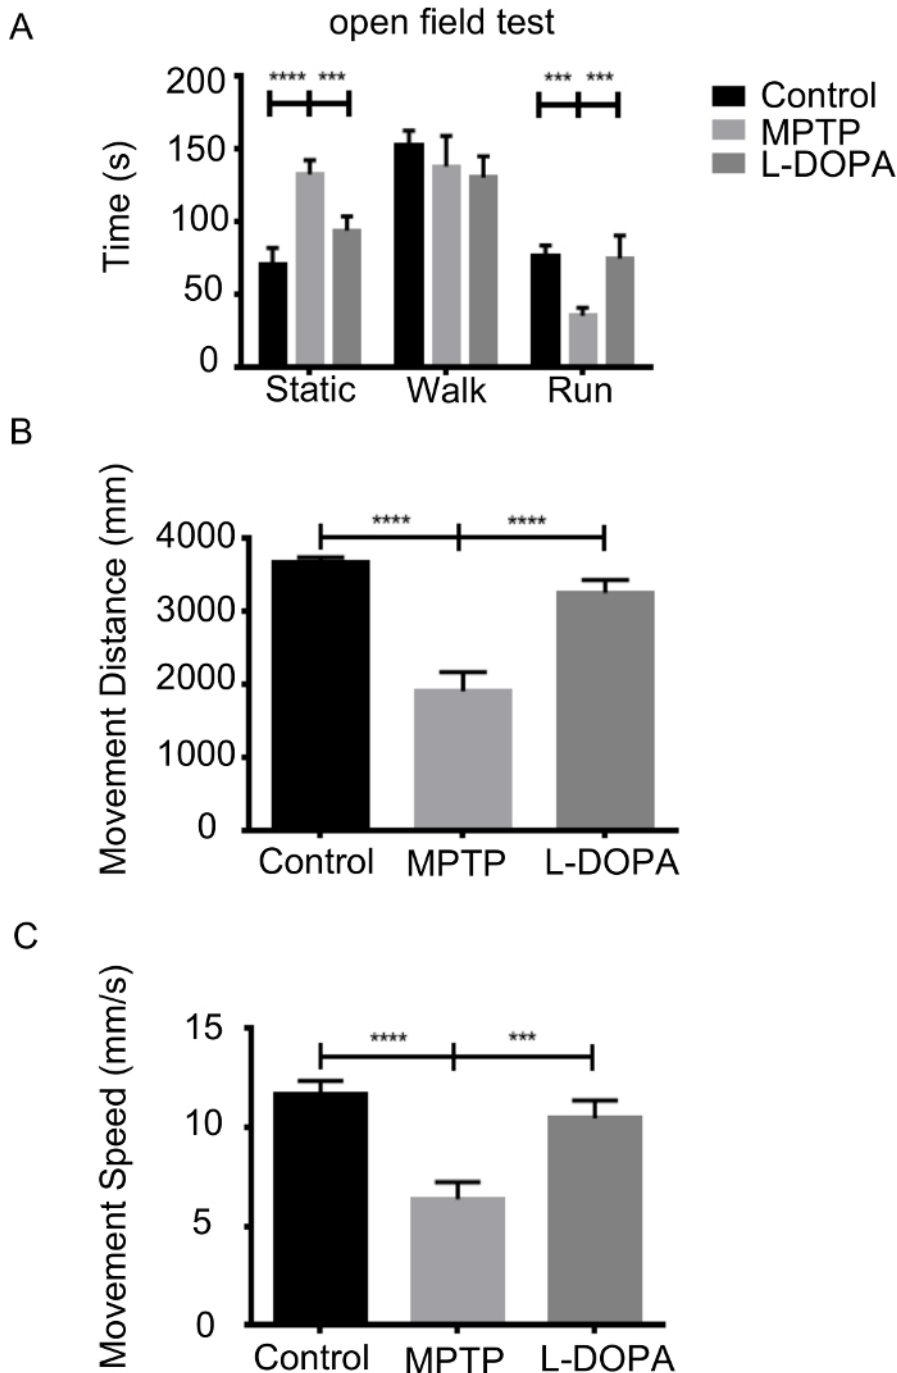 A
open field test
**** *** *** ***
200
150
100
50
0
Time (s)
Static Walk Run
Control
MPTP
L-DOPA
B
Movement Distance (mm)
**** ****
4000
3000
2000
1000
0
Control MPTP L-DOPA
C
Movement Speed (mm/s)
**** ***
15
10
5
0
Control MPTP L-DOPA